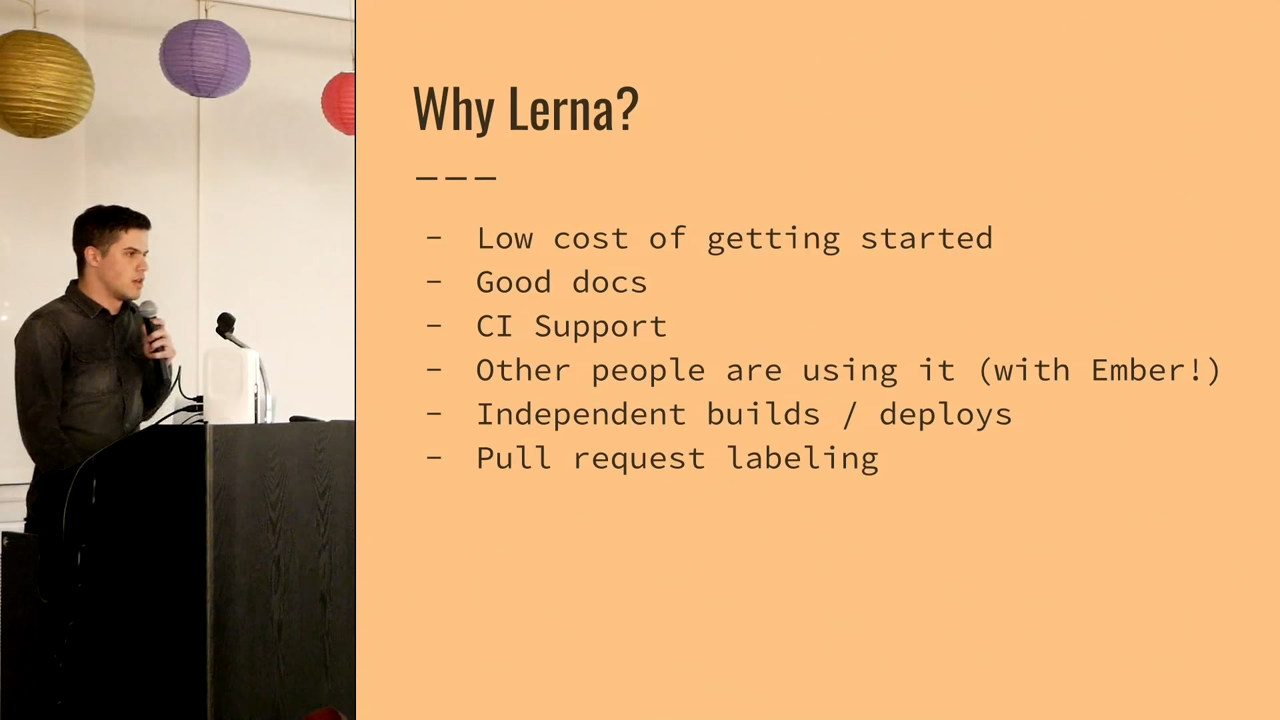 Why Lerna?
---
- Low cost of getting started
- Good docs
- CI Support
- Other people are using it (with Ember!)
- Independent builds / deploys
- Pull request labeling